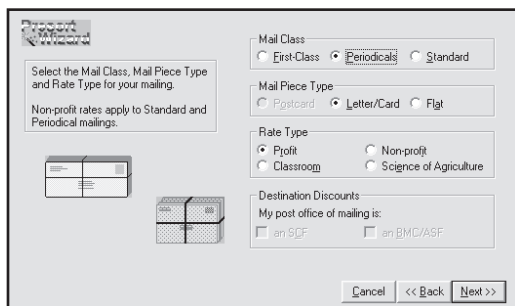 Presort
Wizard
Select the Mail Class, Mail Piece Type
and Rate Type for your mailing.
Non-profit rates apply to Standard and
Periodical mailings.
Mail Class
First-Class Periodicals Standard
Mail Piece Type
Postcard Letter/Card Flat
Rate Type
Profit Non-profit
Classroom Science of Agriculture
Destination Discounts
My post office of mailing is:
an SCF an BMC/ASF
Cancel << Back Next >>